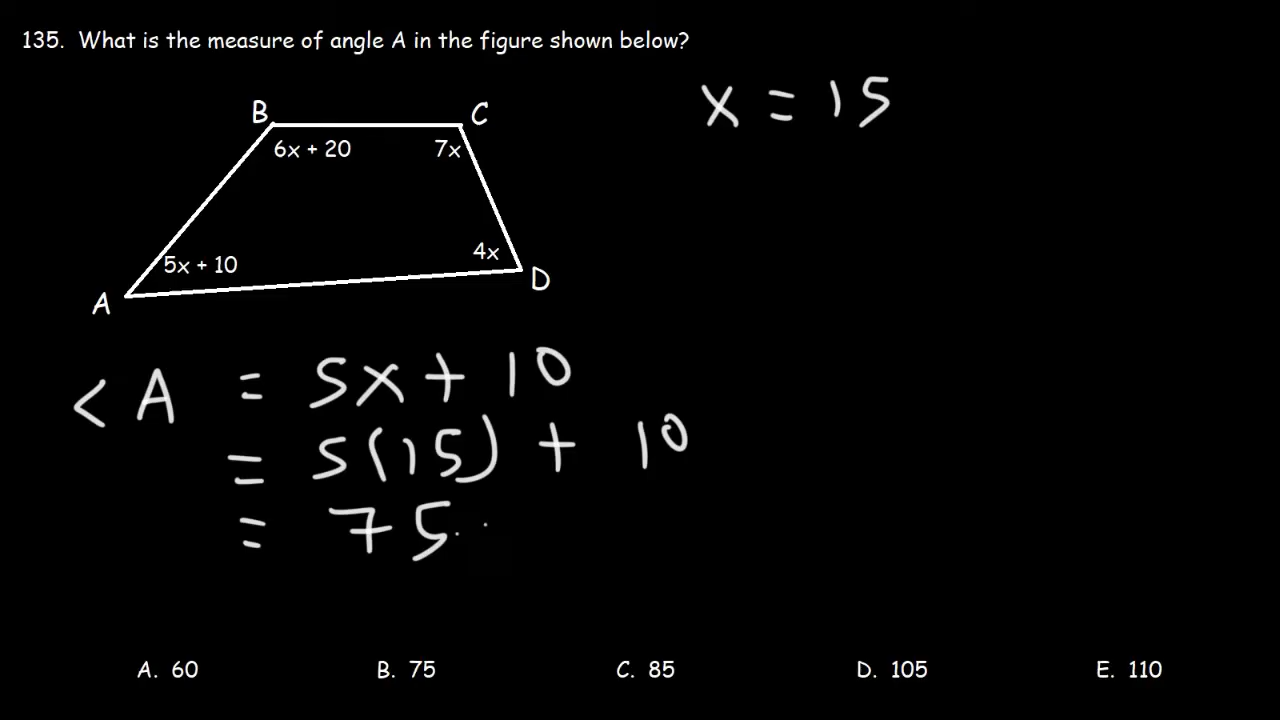 135. What is the measure of angle A in the figure shown below?
x = 15
B
C
6x + 20
7x
5x + 10
4x
A
D
< A = 5x + 10
= 5(15) + 10
= 75
A. 60
B. 75
C. 85
D. 105
E. 110